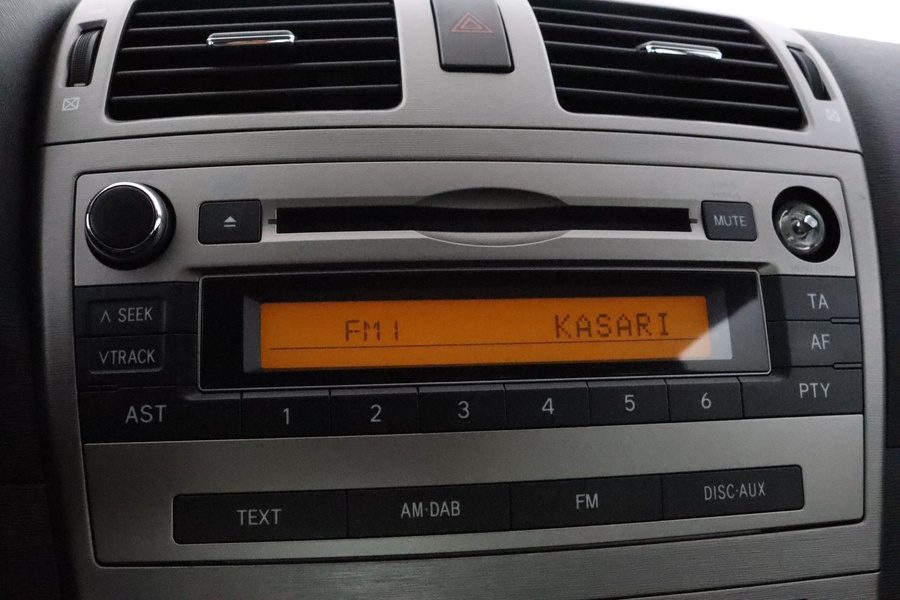 MUTE
∧ SEEK
∨ TRACK
FM1 KASARI
TA
AF
PTY
AST 1 2 3 4 5 6
TEXT AM·DAB FM DISC·AUX